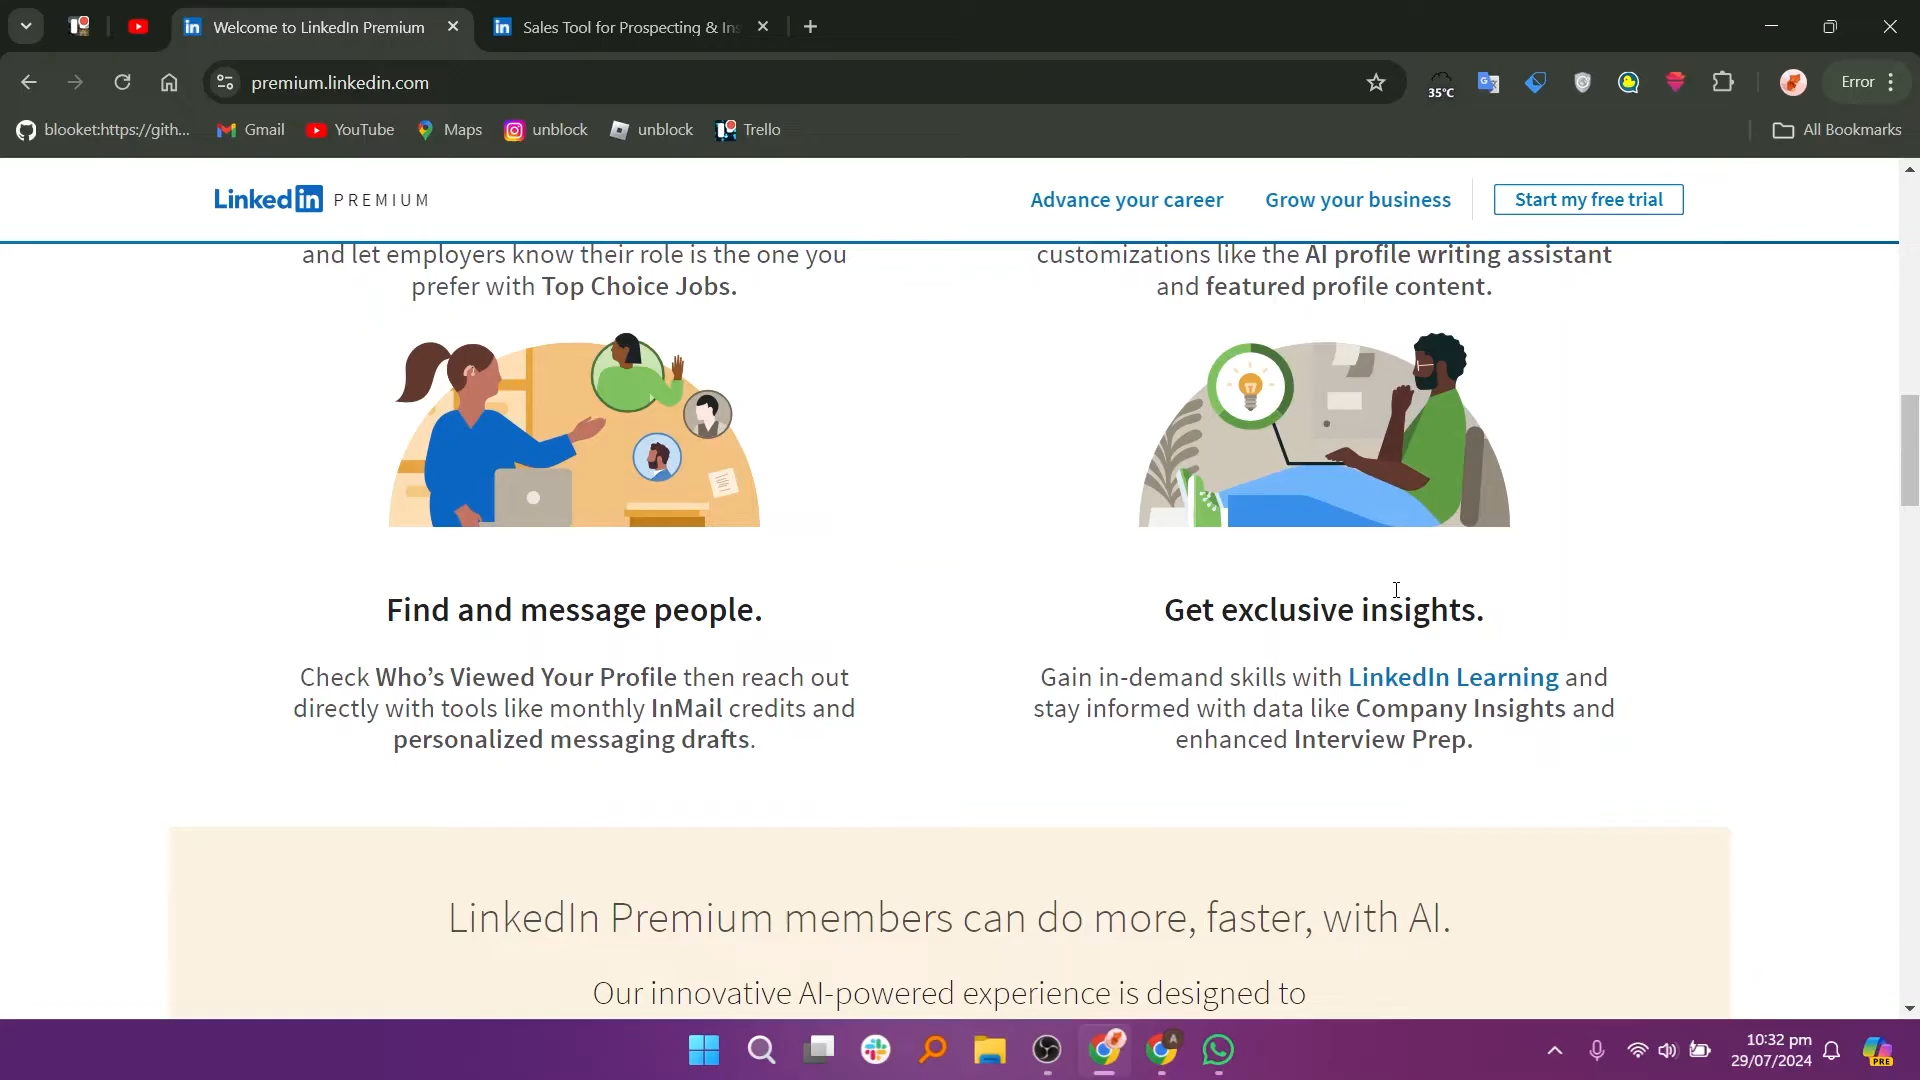 Welcome to LinkedIn Premium
Sales Tool for Prospecting & Ins
premium.linkedin.com
35°C
Error
blooket:https://gith...
Gmail
YouTube
Maps
unblock
unblock
Trello
All Bookmarks
Linked in PREMIUM
Advance your career
Grow your business
Start my free trial
and let employers know their role is the one you
prefer with Top Choice Jobs.
customizations like the AI profile writing assistant
and featured profile content.
Find and message people.
Check Who's Viewed Your Profile then reach out
directly with tools like monthly InMail credits and
personalized messaging drafts.
Get exclusive insights.
Gain in-demand skills with LinkedIn Learning and
stay informed with data like Company Insights and
enhanced Interview Prep.
LinkedIn Premium members can do more, faster, with AI.
Our innovative AI-powered experience is designed to
10:32 pm
29/07/2024
PRE